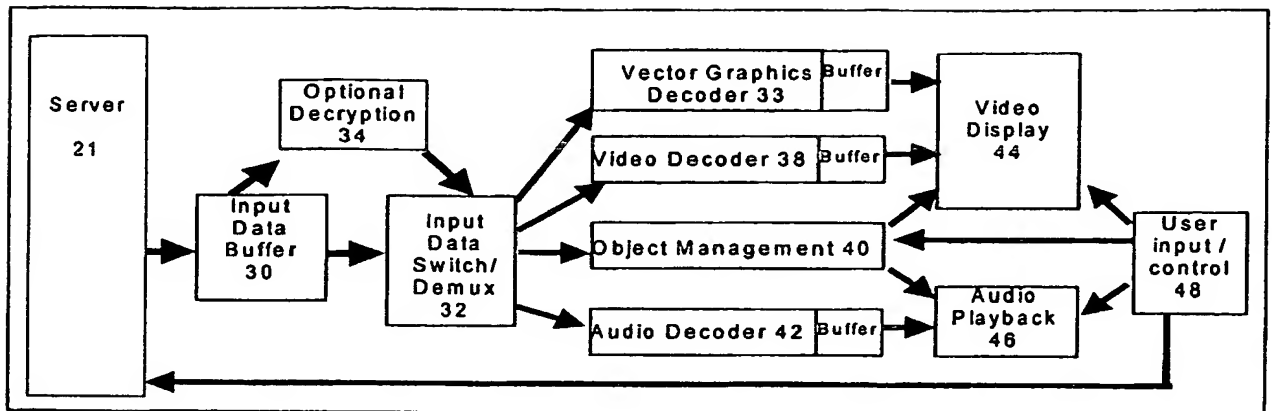 Server
21
Optional
Decryption
34
Input
Data
Buffer
30
Input
Data
Switch/
Demux
32
Vector Graphics
Decoder 33
Buffer
Video Decoder 38
Buffer
Object Management 40
Audio Decoder 42
Buffer
Video
Display
44
Audio
Playback
46
User
input /
control
48